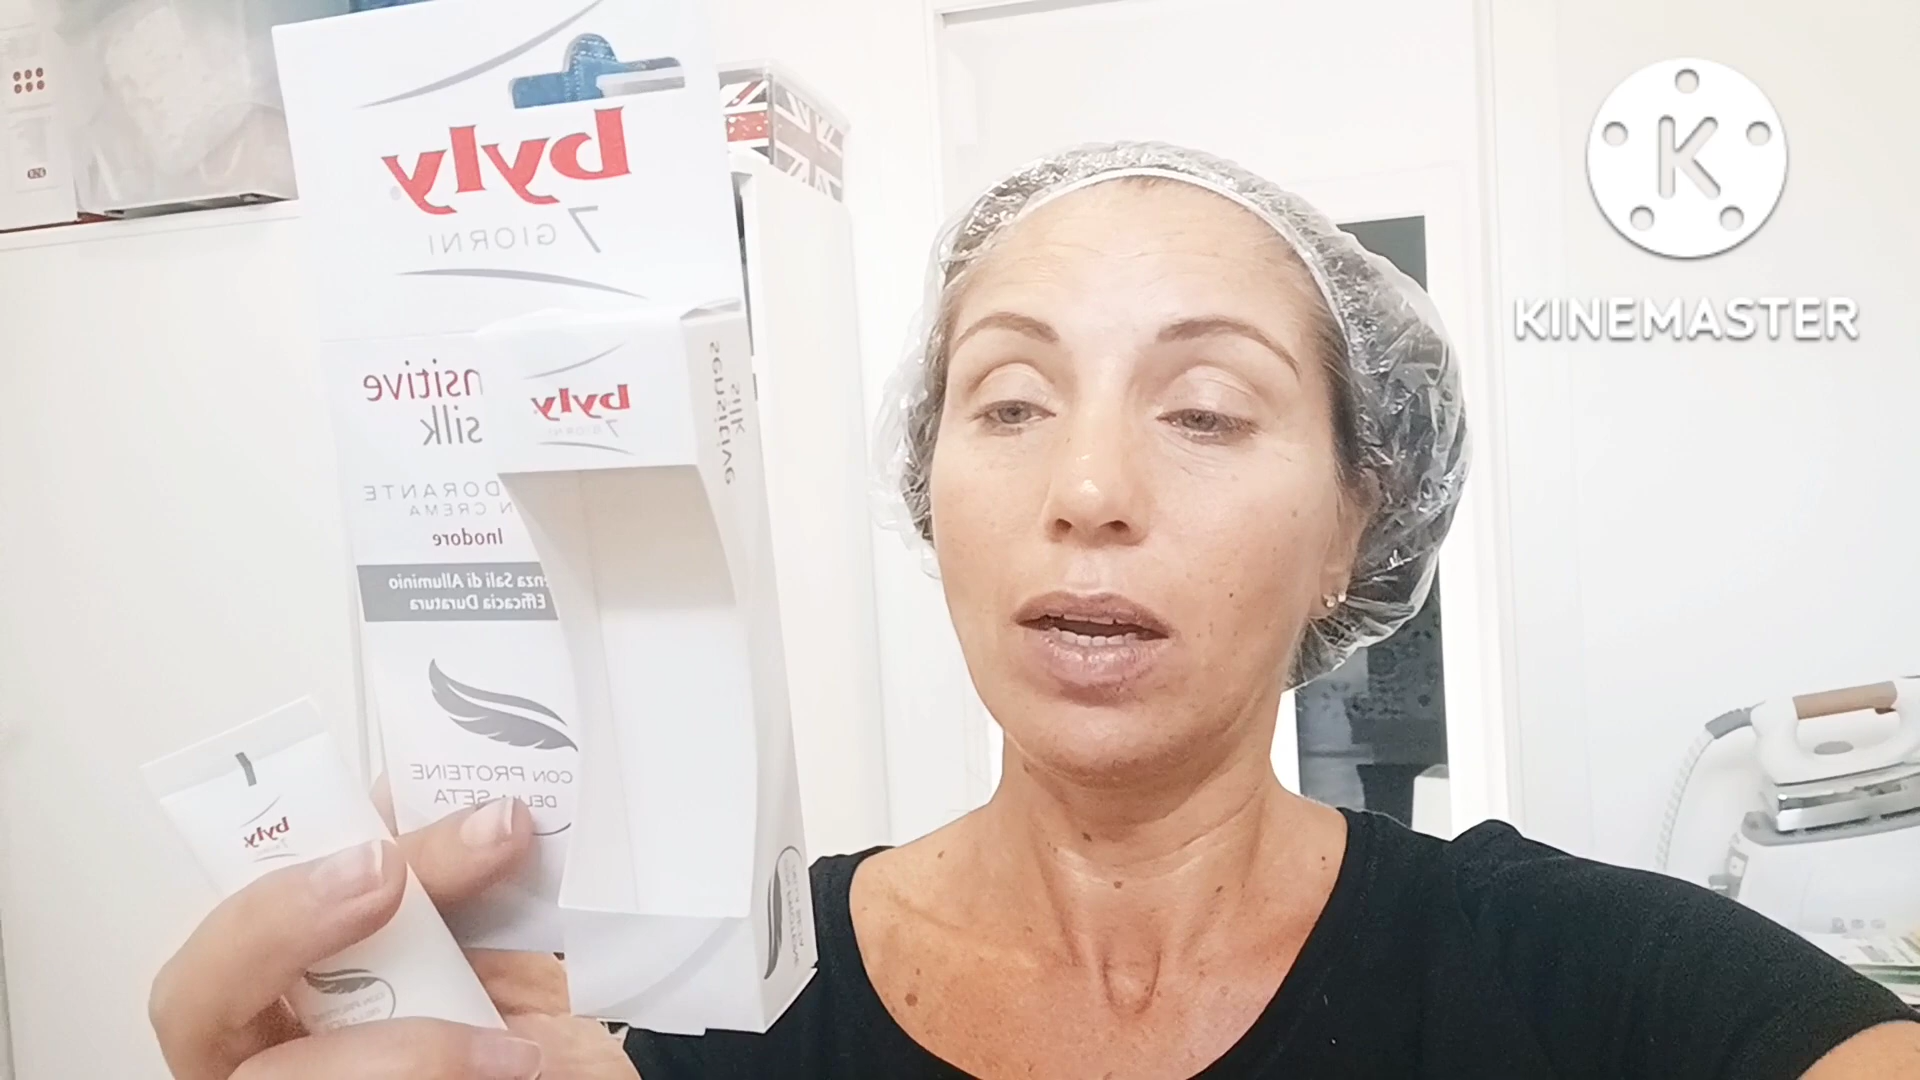 byly
7 GIORNI
nsitive
silk
DORANTE
N CREMA
Inodore
nza Sali di Alluminio
Efficacia Duratura
CON PROTEINE
DELLA SETA
byly
7 GIORNI
silk
byly
7
KINEMASTER